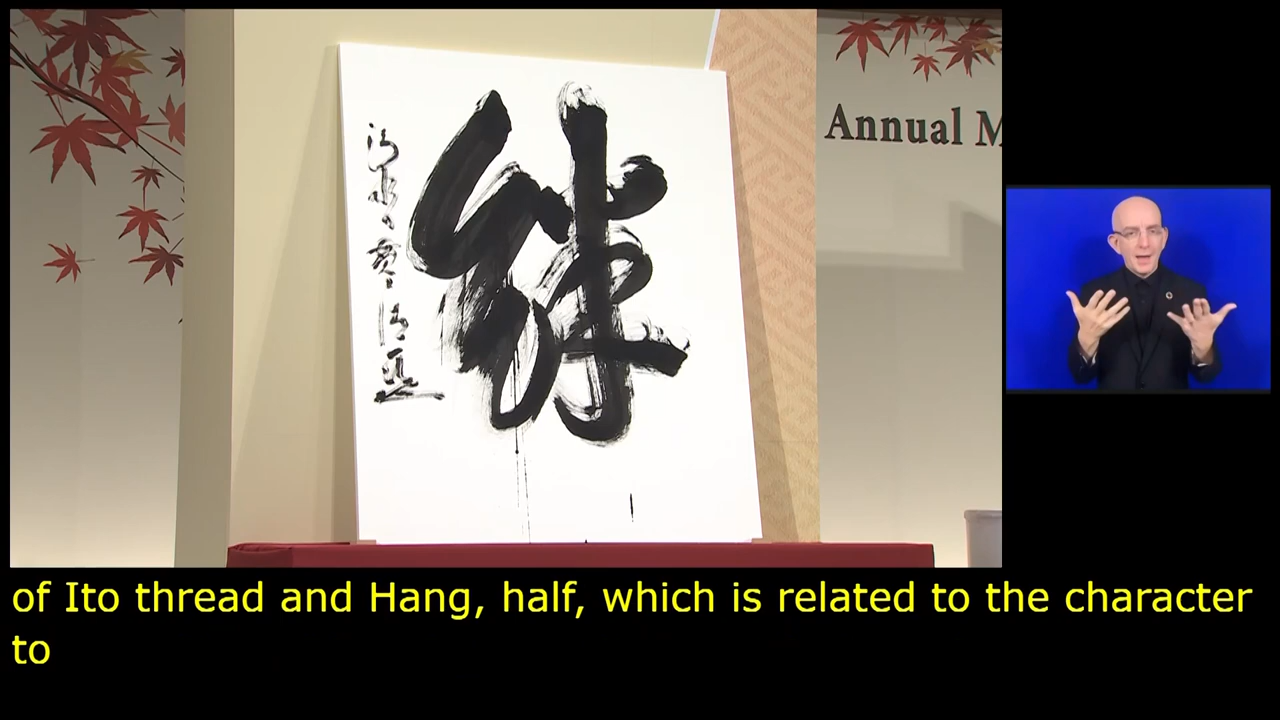 絆
Annual M
of Ito thread and Hang, half, which is related to the character
to